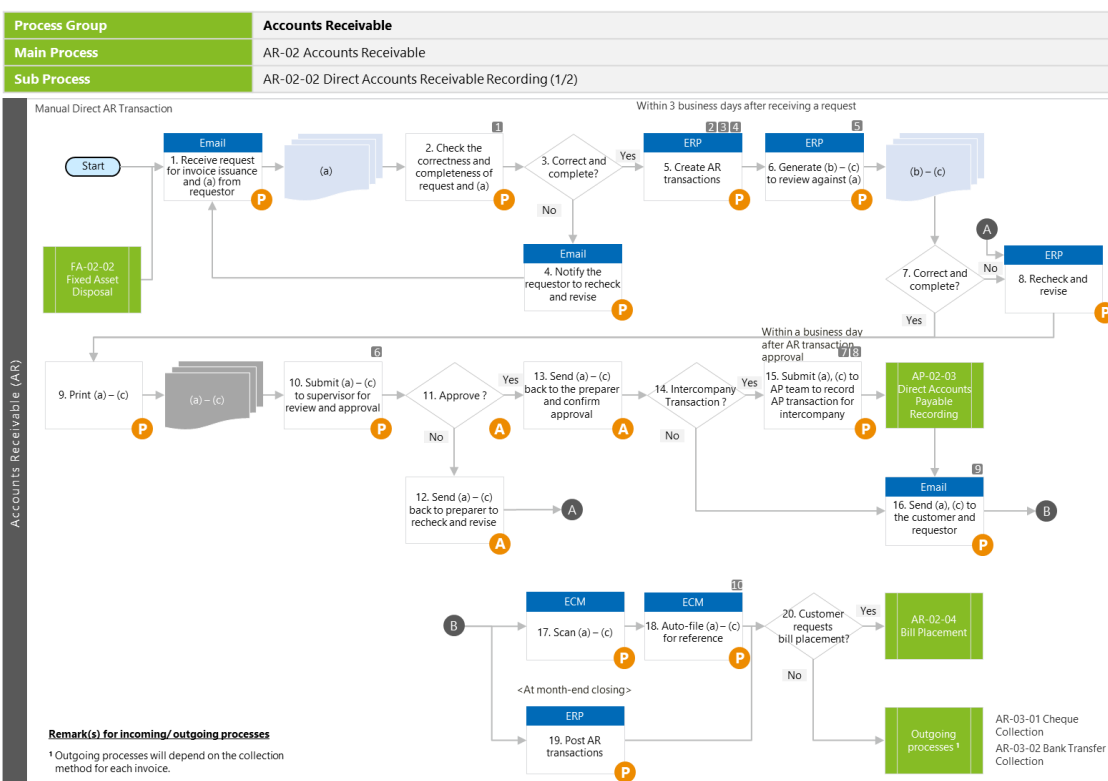 Process Group
Accounts Receivable
Main Process
AR-02 Accounts Receivable
Sub Process
AR-02-02 Direct Accounts Receivable Recording (1/2)
Accounts Receivable (AR)
Manual Direct AR Transaction
Within 3 business days after receiving a request
Start
Email
1. Receive request
for invoice issuance
and (a) from
requestor
P
(a)
1
2. Check the
correctness and
completeness of
request and (a)
P
3. Correct and
complete?
Yes
No
2 3 4
ERP
5. Create AR
transactions
P
5
ERP
6. Generate (b) – (c)
to review against (a)
P
(b) – (c)
FA-02-02
Fixed Asset
Disposal
Email
4. Notify the
requestor to recheck
and revise
P
A
7. Correct and
complete?
No
Yes
ERP
8. Recheck and
revise
P
9. Print (a) – (c)
P
(a) – (c)
6
10. Submit (a) – (c)
to supervisor for
review and approval
P
11. Approve ?
A
Yes
No
13. Send (a) – (c)
back to the preparer
and confirm
approval
A
14. Intercompany
Transaction ?
Yes
No
Within a business day
after AR transaction
approval
7 8
15. Submit (a), (c) to
AP team to record
AP transaction for
intercompany
P
AP-02-03
Direct Accounts
Payable
Recording
12. Send (a) – (c)
back to preparer to
recheck and revise
A
A
9
Email
16. Send (a), (c) to
the customer and
requestor
P
B
B
ECM
17. Scan (a) – (c)
P
10
ECM
18. Auto-file (a) – (c)
for reference
P
20. Customer
requests
bill placement?
Yes
No
AR-02-04
Bill Placement
<At month-end closing>
ERP
19. Post AR
transactions
P
Outgoing
processes ¹
AR-03-01 Cheque
Collection
AR-03-02 Bank Transfer
Collection
Remark(s) for incoming/outgoing processes
¹ Outgoing processes will depend on the collection
method for each invoice.